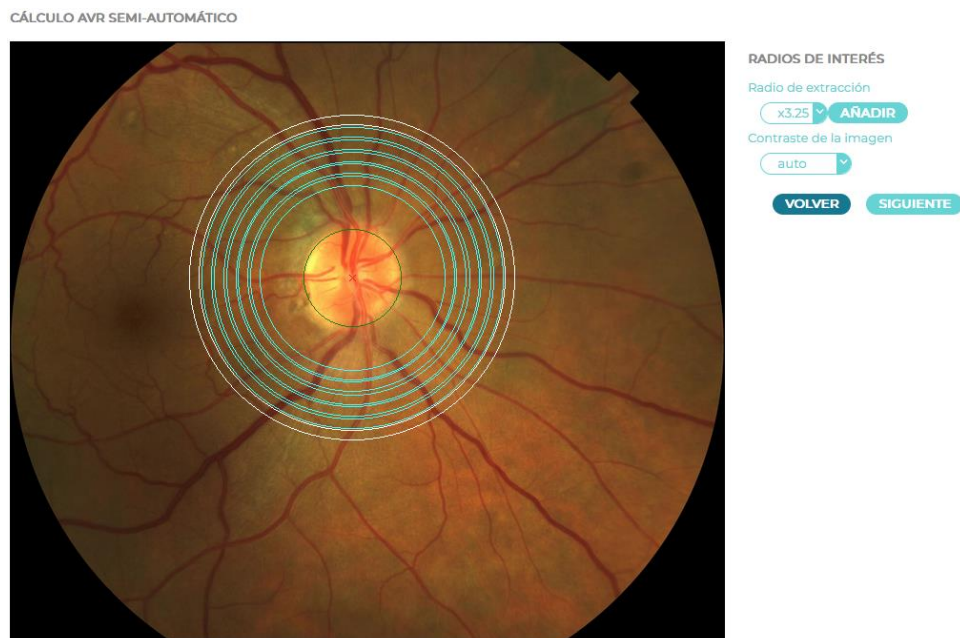 CÁLCULO AVR SEMI-AUTOMÁTICO
RADIOS DE INTERÉS
Radio de extracción
x3.25
AÑADIR
Contraste de la imagen
auto
VOLVER
SIGUIENTE